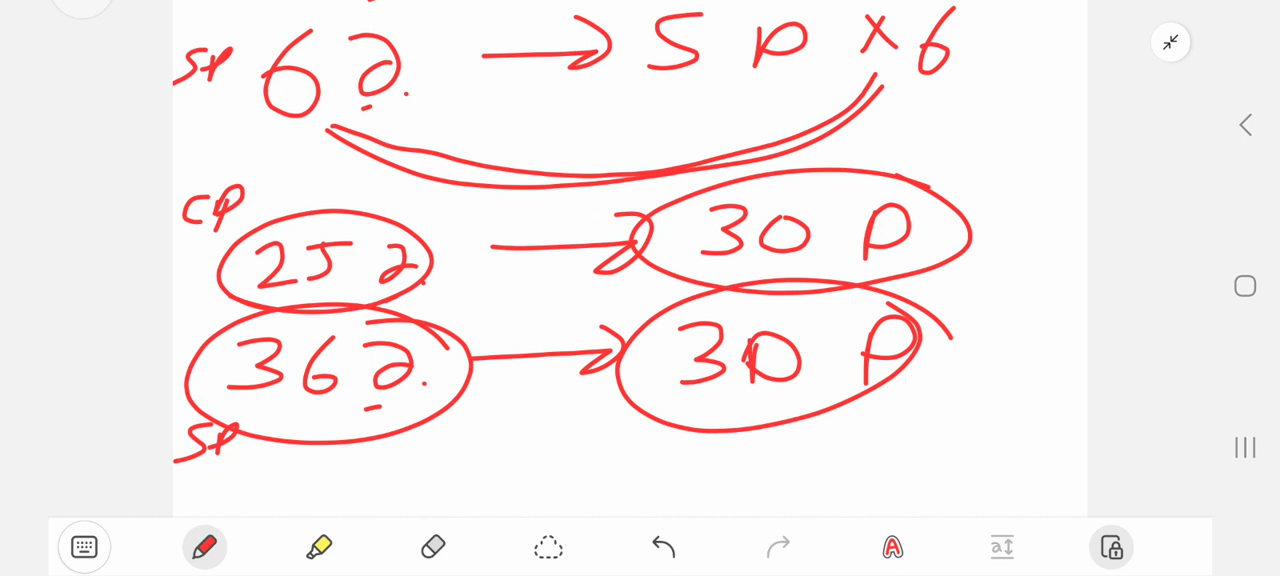 SP 6 a. → 5 P × 6
CP
25 a. → 30 P
36 a. → 30 P
SP